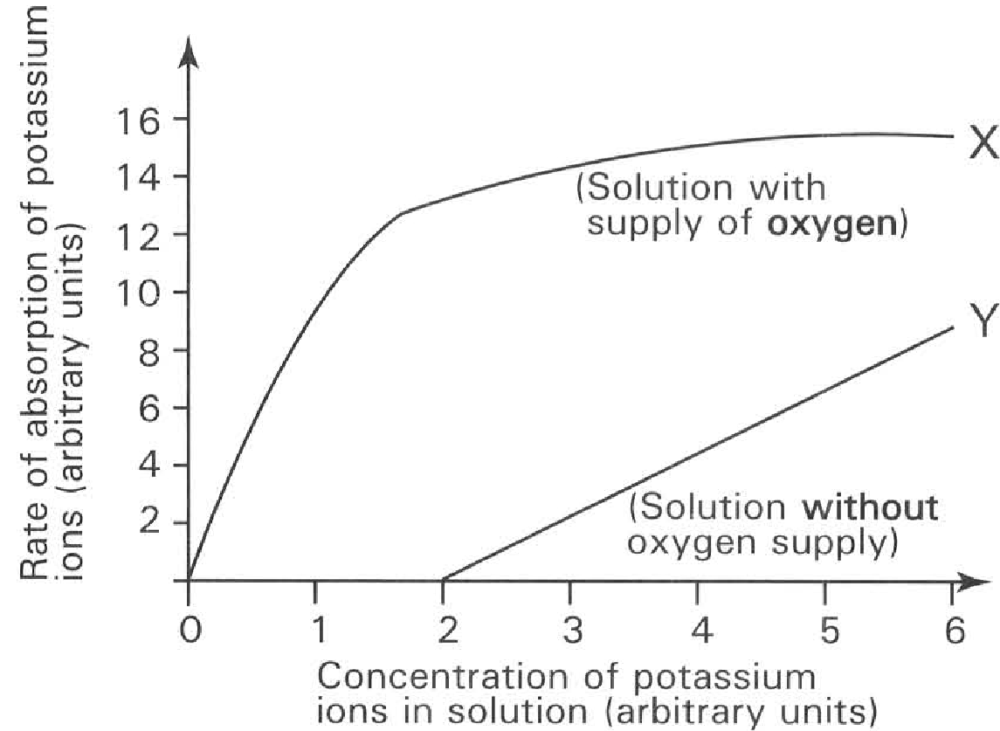 Rate of absorption of potassium
ions (arbitrary units)
16
14
12
10
8
6
4
2
X
(Solution with
supply of oxygen)
Y
(Solution without
oxygen supply)
0 1 2 3 4 5 6
Concentration of potassium
ions in solution (arbitrary units)